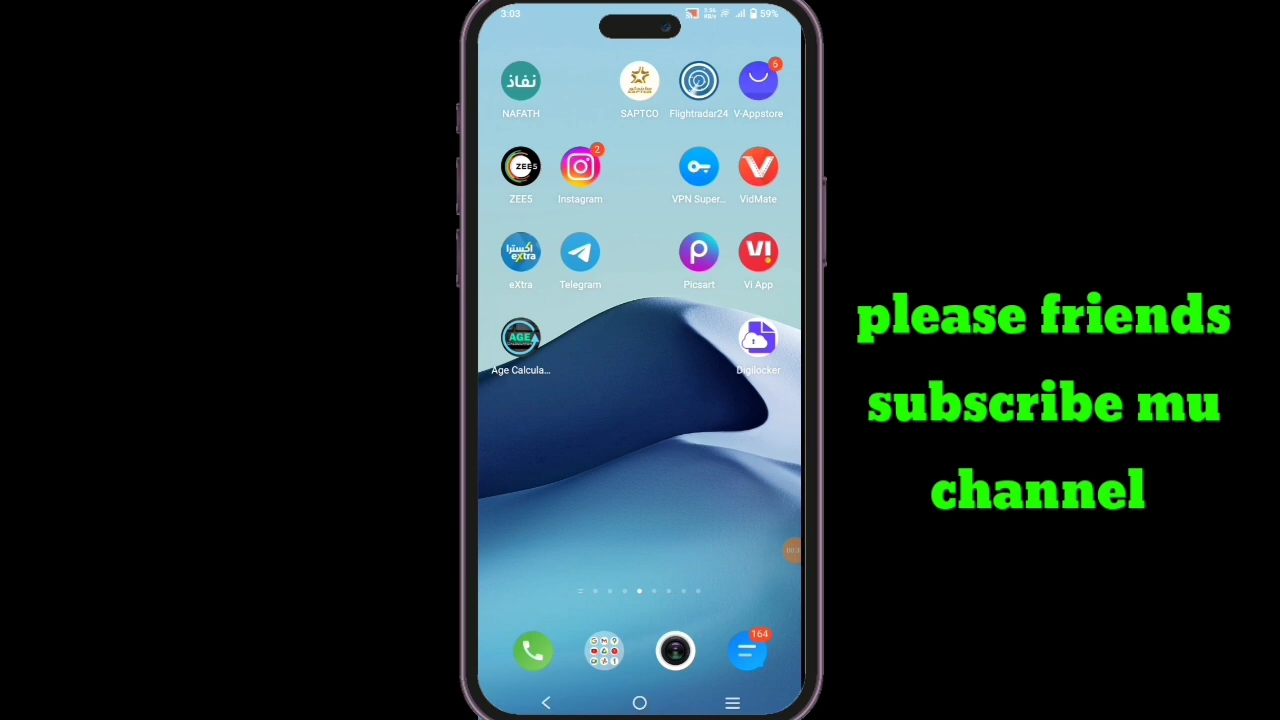 3:03
59%
نفاذ
NAFATH
SAPTCO
Flightradar24
5
V-Appstore
ZEE5
ZEE5
2
Instagram
VPN Super...
VidMate
اكسترا
eXtra
eXtra
Telegram
Picsart
VI
Vi App
AGE
Age Calcula...
Digilocker
please friends
subscribe mu
channel
164